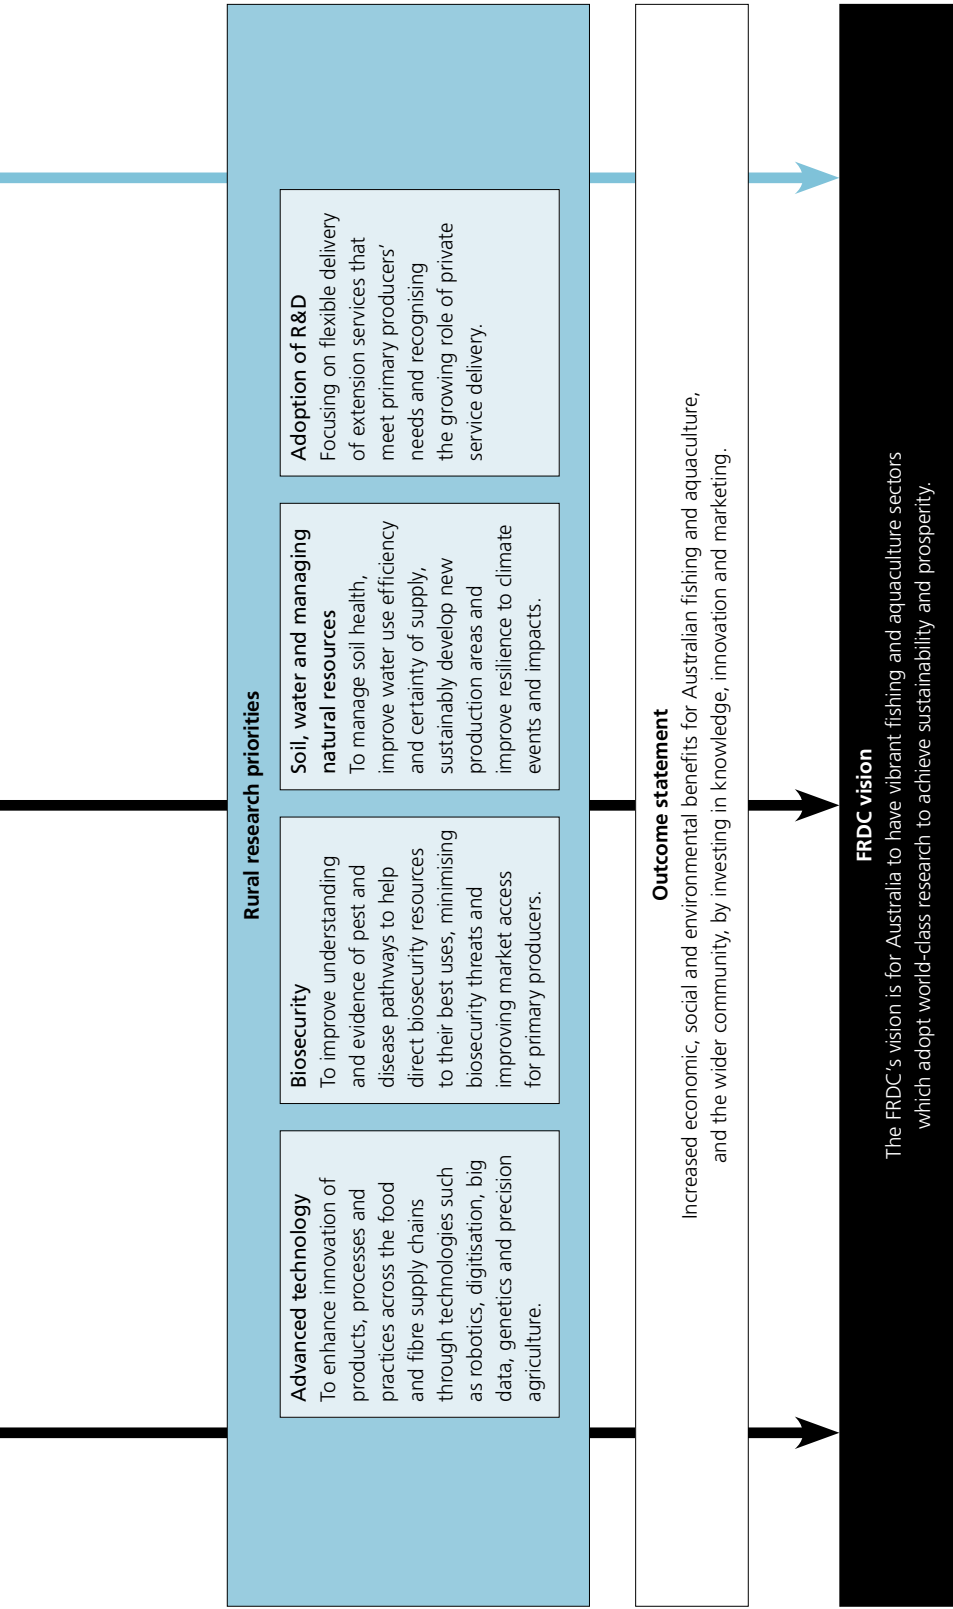 Rural research priorities
Advanced technology
To enhance innovation of
products, processes and
practices across the food
and fibre supply chains
through technologies such
as robotics, digitisation, big
data, genetics and precision
agriculture.
Biosecurity
To improve understanding
and evidence of pest and
disease pathways to help
direct biosecurity resources
to their best uses, minimising
biosecurity threats and
improving market access
for primary producers.
Soil, water and managing
natural resources
To manage soil health,
improve water use efficiency
and certainty of supply,
sustainably develop new
production areas and
improve resilience to climate
events and impacts.
Adoption of R&D
Focusing on flexible delivery
of extension services that
meet primary producers’
needs and recognising
the growing role of private
service delivery.
Outcome statement
Increased economic, social and environmental benefits for Australian fishing and aquaculture,
and the wider community, by investing in knowledge, innovation and marketing.
FRDC vision
The FRDC’s vision is for Australia to have vibrant fishing and aquaculture sectors
which adopt world-class research to achieve sustainability and prosperity.